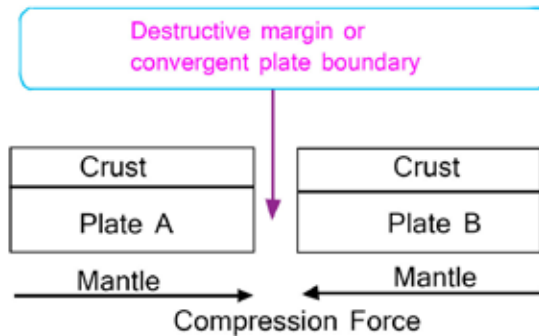 Destructive margin or
convergent plate boundary
Crust
Crust
Plate A
Plate B
Mantle
Mantle
Compression Force